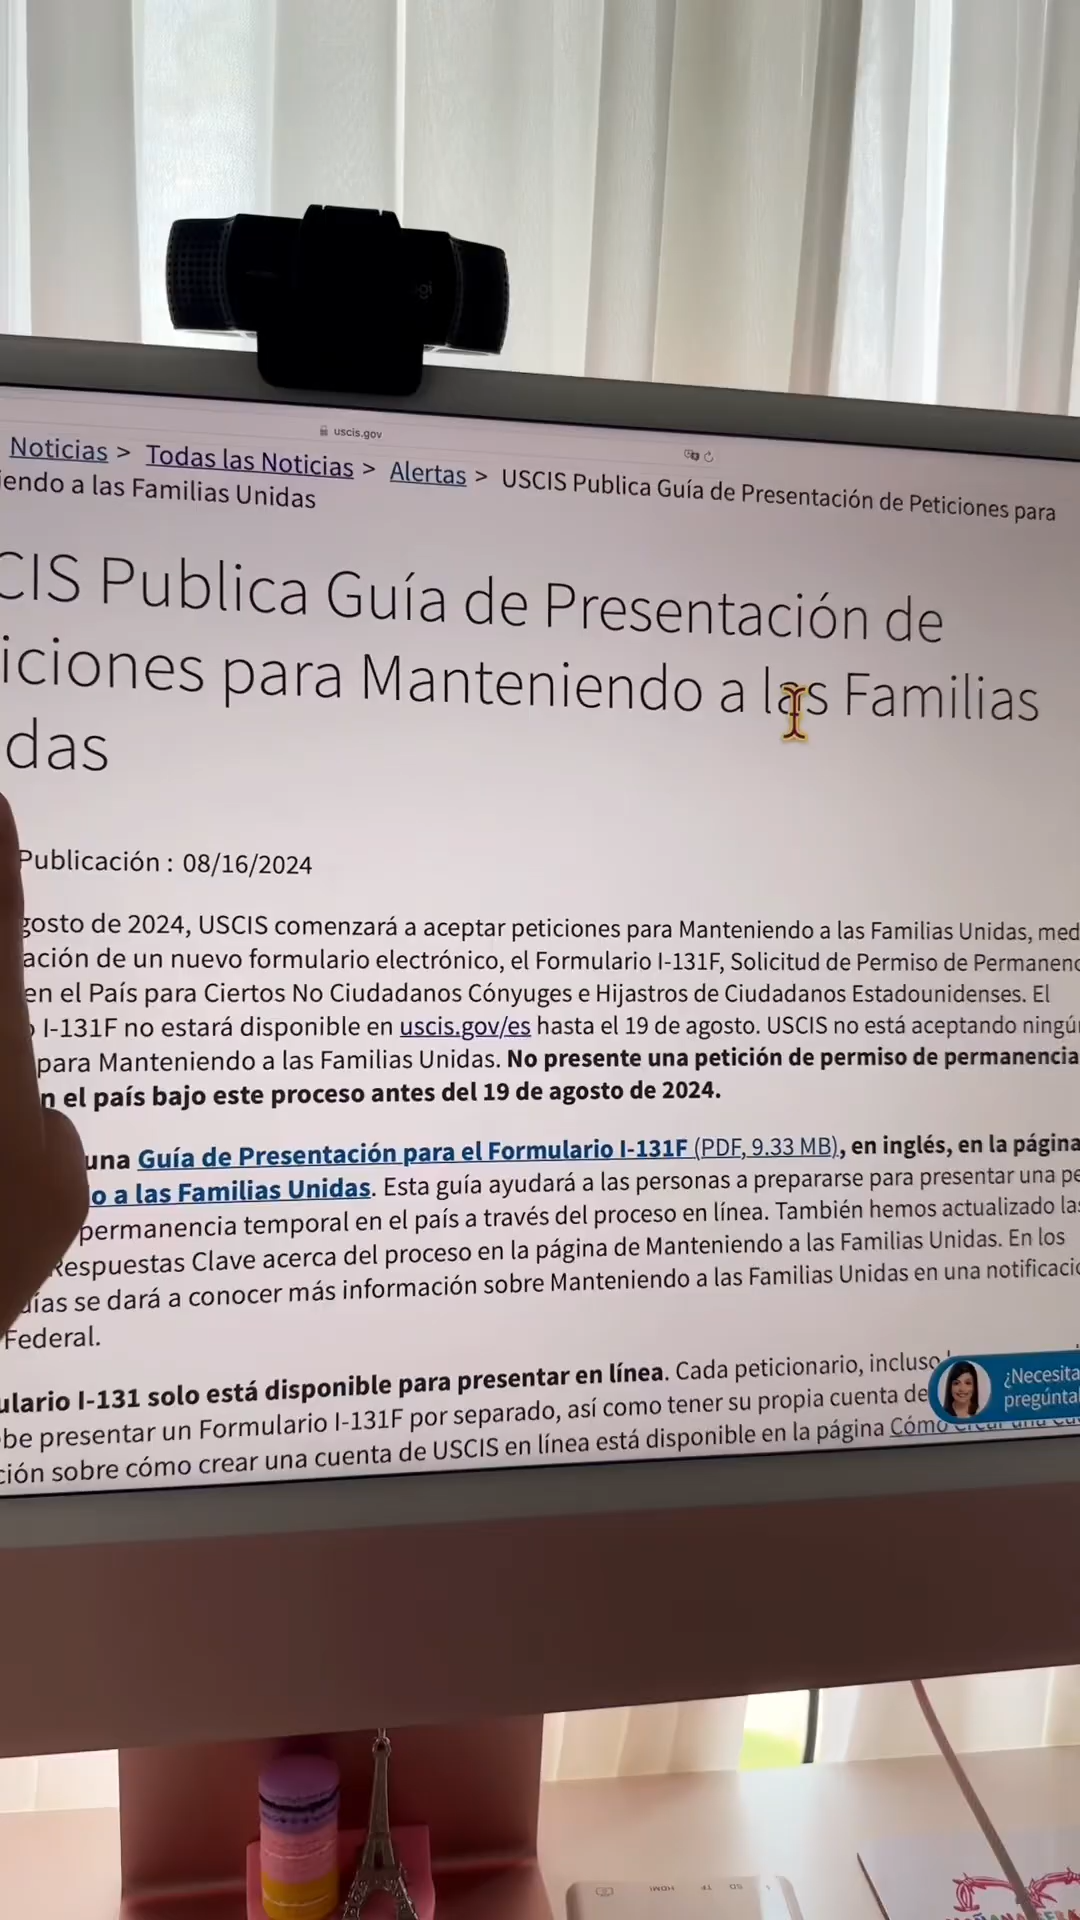 gi
uscis.gov
Noticias > Todas las Noticias > Alertas > USCIS Publica Guía de Presentación de Peticiones para
iendo a las Familias Unidas
CIS Publica Guía de Presentación de
iciones para Manteniendo a las Familias
das
Publicación : 08/16/2024
gosto de 2024, USCIS comenzará a aceptar peticiones para Manteniendo a las Familias Unidas, med
ación de un nuevo formulario electrónico, el Formulario I-131F, Solicitud de Permiso de Permanenc
en el País para Ciertos No Ciudadanos Cónyuges e Hijastros de Ciudadanos Estadounidenses. El
I-131F no estará disponible en uscis.gov/es hasta el 19 de agosto. USCIS no está aceptando ningú
para Manteniendo a las Familias Unidas. No presente una petición de permiso de permanencia
n el país bajo este proceso antes del 19 de agosto de 2024.
una Guía de Presentación para el Formulario I-131F (PDF, 9.33 MB), en inglés, en la página
o a las Familias Unidas. Esta guía ayudará a las personas a prepararse para presentar una pe
permanencia temporal en el país a través del proceso en línea. También hemos actualizado las
Respuestas Clave acerca del proceso en la página de Manteniendo a las Familias Unidas. En los
días se dará a conocer más información sobre Manteniendo a las Familias Unidas en una notificació
Federal.
ulario I-131 solo está disponible para presentar en línea. Cada peticionario, incluso
be presentar un Formulario I-131F por separado, así como tener su propia cuenta de
ción sobre cómo crear una cuenta de USCIS en línea está disponible en la página Cómo Crear una Cu
¿Necesita
pregúnta
HDMI TF SD